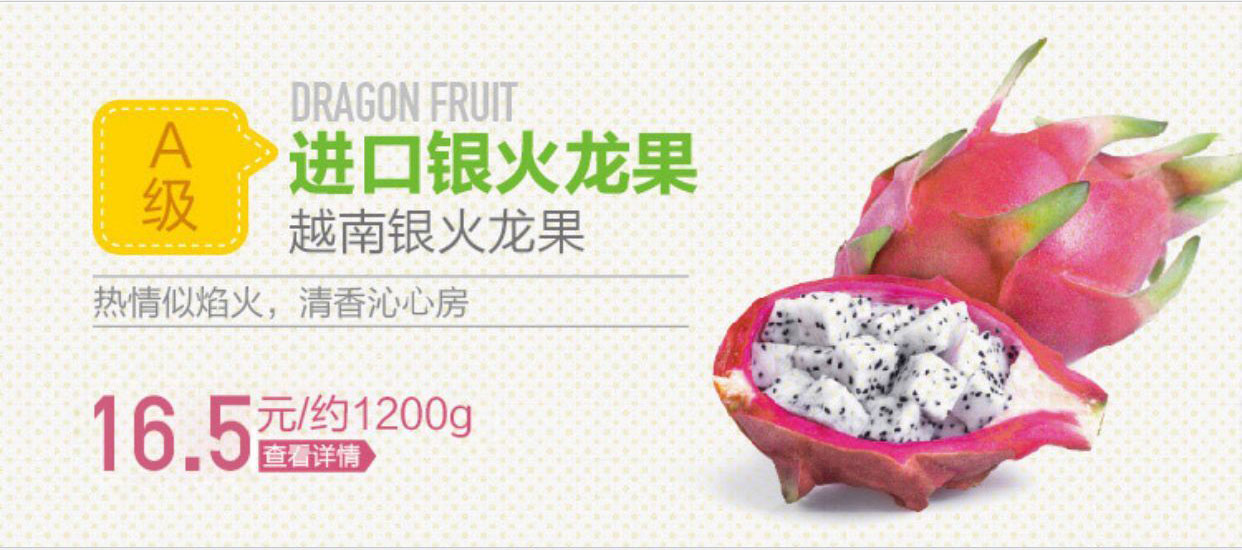 A
级
DRAGON FRUIT
进口银火龙果
越南银火龙果
热情似焰火，清香沁心房
16.5元/约1200g
查看详情